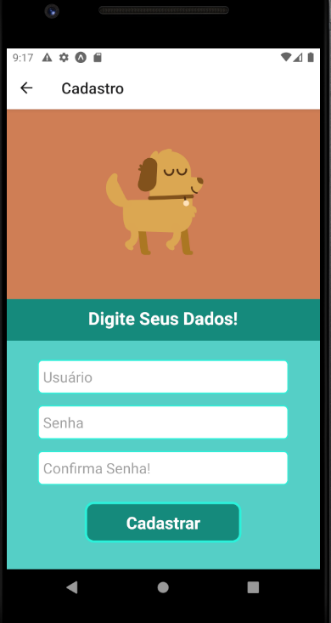 9:17
Cadastro
Digite Seus Dados!
Usuário
Senha
Confirma Senha!
Cadastrar